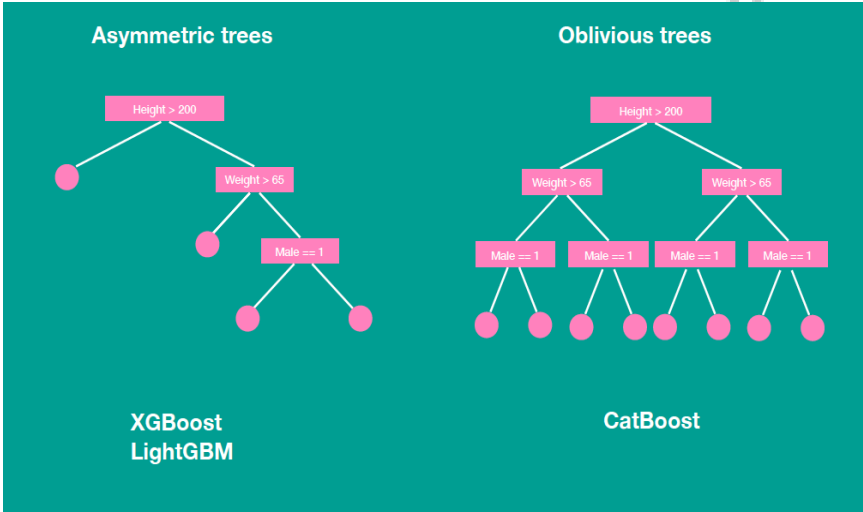 Asymmetric trees
Height > 200
Weight > 65
Male == 1
XGBoost
LightGBM
Oblivious trees
Height > 200
Weight > 65
Weight > 65
Male == 1
Male == 1
Male == 1
Male == 1
CatBoost